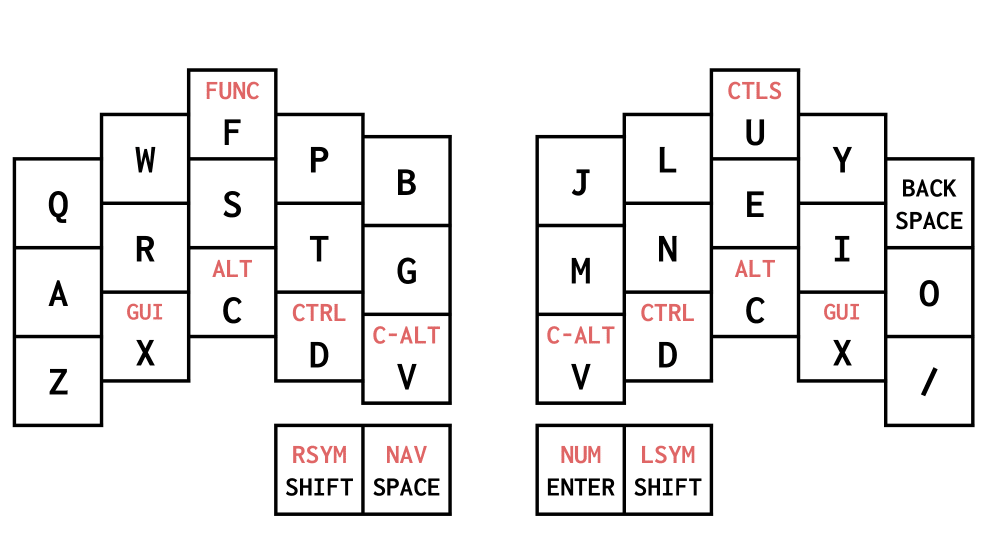 FUNC
CTLS
F
U
W
P
L
Y
Q
B
J
BACK
SPACE
S
E
R
T
N
I
A
G
M
O
ALT
C
ALT
C
GUI
X
CTRL
D
CTRL
D
GUI
X
Z
C-ALT
V
C-ALT
V
/
RSYM
SHIFT
NAV
SPACE
NUM
ENTER
LSYM
SHIFT